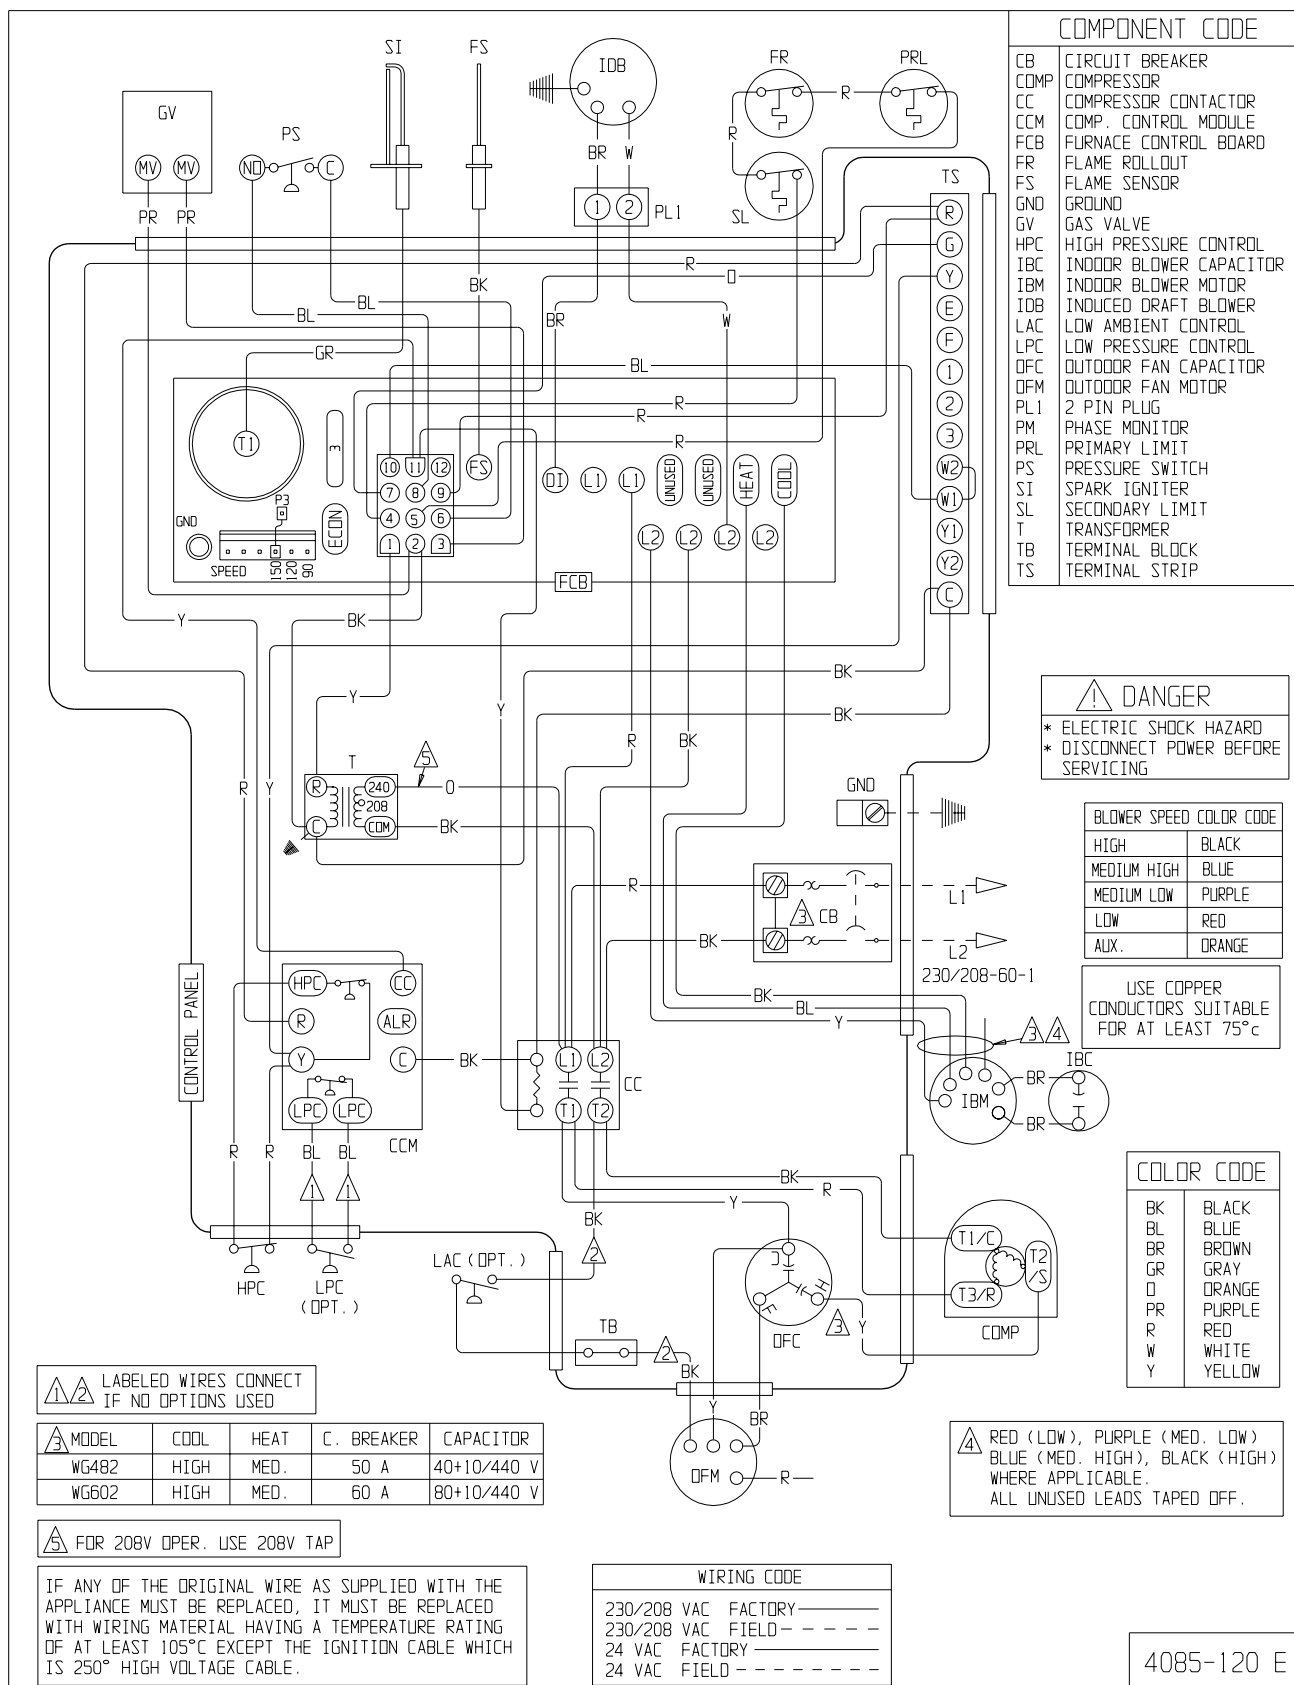 COMPONENT CODE
CB CIRCUIT BREAKER
COMP COMPRESSOR
CC COMPRESSOR CONTACTOR
CCM COMP. CONTROL MODULE
FCB FURNACE CONTROL BOARD
FR FLAME ROLLOUT
FS FLAME SENSOR
GND GROUND
GV GAS VALVE
HPC HIGH PRESSURE CONTROL
IBC INDOOR BLOWER CAPACITOR
IBM INDOOR BLOWER MOTOR
IDB INDUCED DRAFT BLOWER
LAC LOW AMBIENT CONTROL
LPC LOW PRESSURE CONTROL
OFC OUTDOOR FAN CAPACITOR
OFM OUTDOOR FAN MOTOR
PL1 2 PIN PLUG
PM PHASE MONITOR
PRL PRIMARY LIMIT
PS PRESSURE SWITCH
SI SPARK IGNITER
SL SECONDARY LIMIT
T TRANSFORMER
TB TERMINAL BLOCK
TS TERMINAL STRIP
SI FS IDB FR PRL
GV PS
MV MV NO C
R
R
BR W
PR PR
1 2 PL1
SL
TS
R
G
Y
E
F
1
2
3
W2
W1
Y1
Y2
C
R
O
BK
BL
BL
BR
W
GR
BL
R
R
R
T1
3
10 11 12
7 8 9
4 5 6
1 2 3
FS
DI L1 L1 UNUSED UNUSED HEAT COOL
L2 L2 L2 L2
P3
GND
ECON
SPEED 150 120 90
FCB
Y
BK
BK
BK
Y
Y
R
BK
R Y
T
5
R 240
208
C COM
O
BK
GND
DANGER
* ELECTRIC SHOCK HAZARD
* DISCONNECT POWER BEFORE
SERVICING
BLOWER SPEED COLOR CODE
HIGH BLACK
MEDIUM HIGH BLUE
MEDIUM LOW PURPLE
LOW RED
AUX. ORANGE
R
3 CB
L1
BK
L2
230/208-60-1
USE COPPER
CONDUCTORS SUITABLE
FOR AT LEAST 75°c
CONTROL PANEL
HPC CC
R ALR
Y C
LPC LPC
CCM
BK
L1 L2
T1 T2
CC
BK
BL
Y
3 4
IBM
BR
BR
IBC
R R BL BL
1 1
HPC
LPC
(OPT.)
BK
R
Y
BK
2
LAC (OPT.)
TB
2
BK
C
F
H
OFC
3
Y
T1/C
T2
/S
T3/R
COMP
Y
BR
OFM
R
COLOR CODE
BK BLACK
BL BLUE
BR BROWN
GR GRAY
O ORANGE
PR PURPLE
R RED
W WHITE
Y YELLOW
1 2 LABELED WIRES CONNECT
IF NO OPTIONS USED
3 MODEL COOL HEAT C. BREAKER CAPACITOR
WG482 HIGH MED. 50 A 40+10/440 V
WG602 HIGH MED. 60 A 80+10/440 V
4 RED (LOW), PURPLE (MED. LOW)
BLUE (MED. HIGH), BLACK (HIGH)
WHERE APPLICABLE.
ALL UNUSED LEADS TAPED OFF.
5 FOR 208V OPER. USE 208V TAP
IF ANY OF THE ORIGINAL WIRE AS SUPPLIED WITH THE
APPLIANCE MUST BE REPLACED, IT MUST BE REPLACED
WITH WIRING MATERIAL HAVING A TEMPERATURE RATING
OF AT LEAST 105°C EXCEPT THE IGNITION CABLE WHICH
IS 250° HIGH VOLTAGE CABLE.
WIRING CODE
230/208 VAC FACTORY
230/208 VAC FIELD
24 VAC FACTORY
24 VAC FIELD
4085-120 E